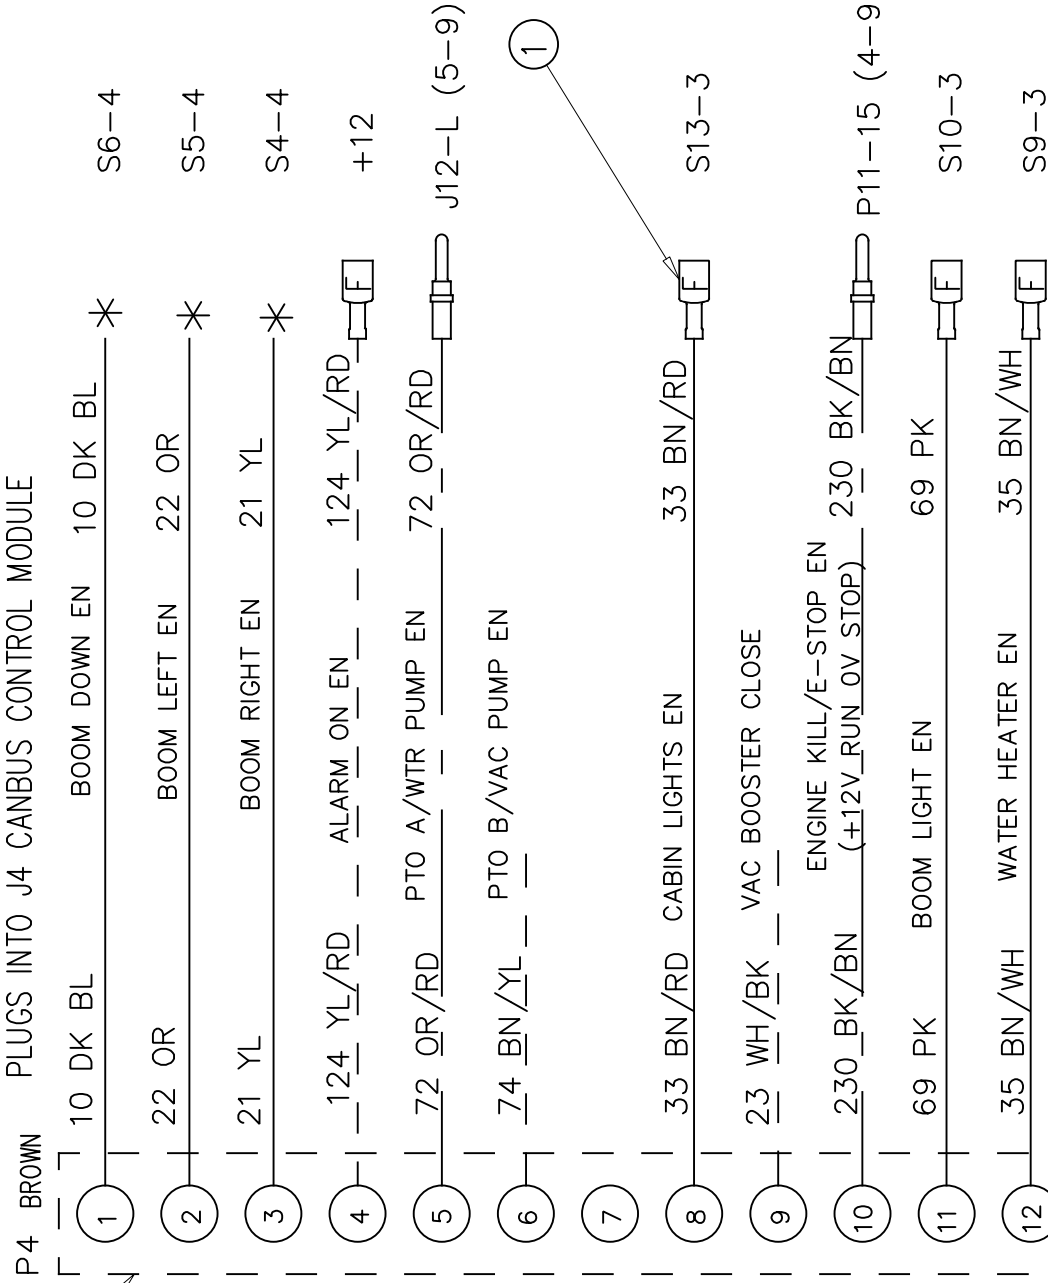 P4 BROWN PLUGS INTO J4 CANBUS CONTROL MODULE
1 10 DK BL BOOM DOWN EN 10 DK BL * S6-4
2 22 OR BOOM LEFT EN 22 OR * S5-4
3 21 YL BOOM RIGHT EN 21 YL * S4-4
4 124 YL/RD ALARM ON EN 124 YL/RD F +12
5 72 OR/RD PTO A/WTR PUMP EN 72 OR/RD J12-L (5-9)
6 74 BN/YL PTO B/VAC PUMP EN
7
1
8 33 BN/RD CABIN LIGHTS EN 33 BN/RD F S13-3
9 23 WH/BK VAC BOOSTER CLOSE
10 230 BK/BN ENGINE KILL/E-STOP EN 230 BK/BN P11-15 (4-9
(+12V RUN 0V STOP)
11 69 PK BOOM LIGHT EN 69 PK F S10-3
12 35 BN/WH WATER HEATER EN 35 BN/WH F S9-3